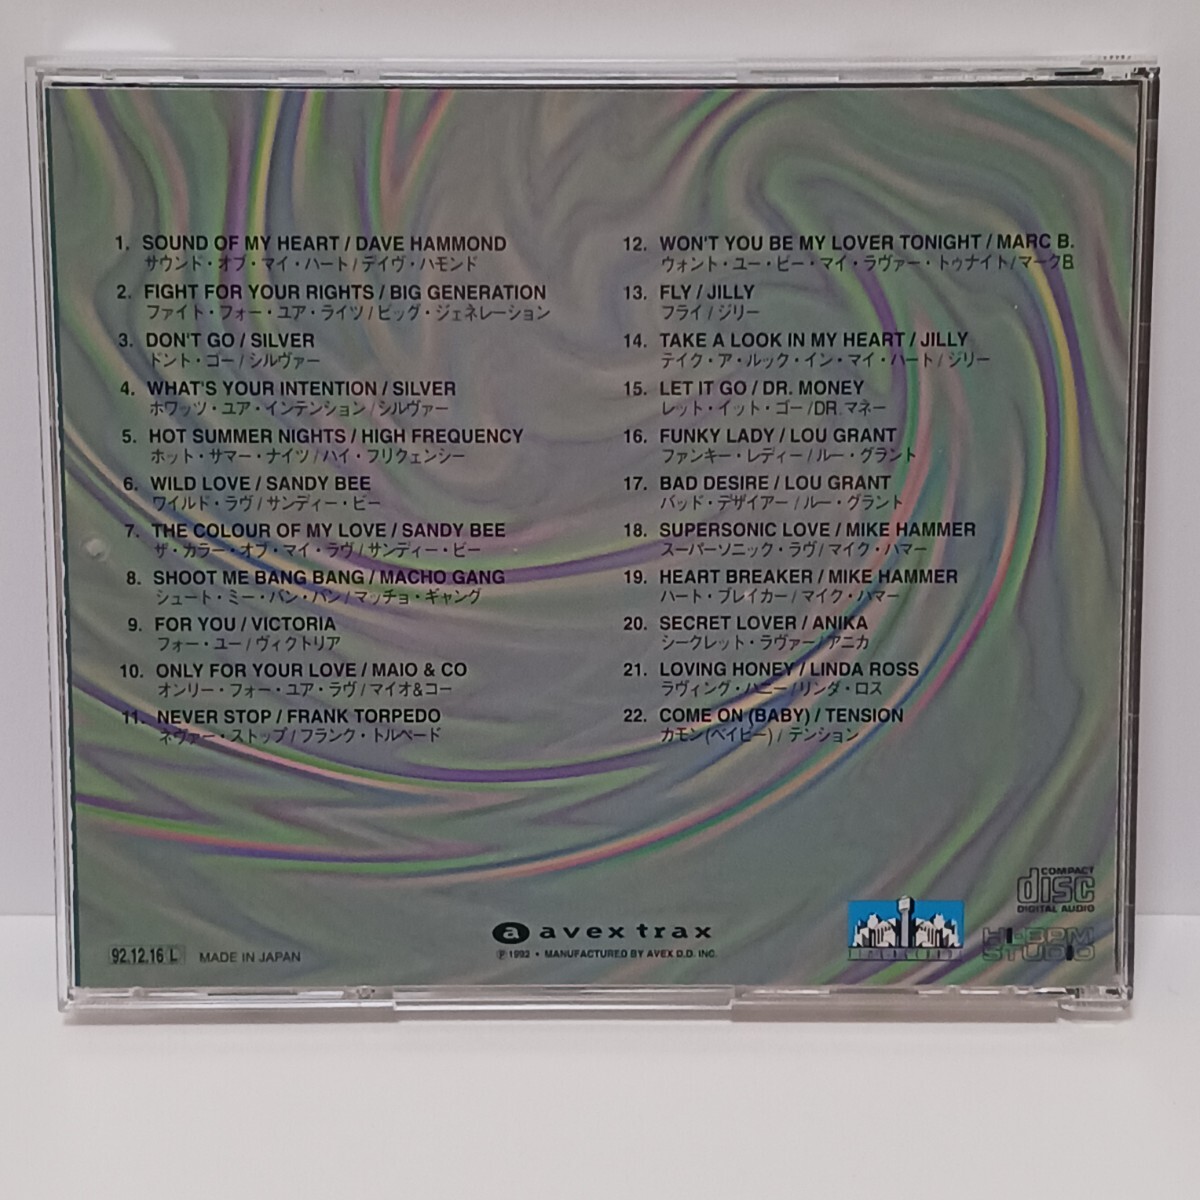 1. SOUND OF MY HEART / DAVE HAMMOND
サウンド・オブ・マイ・ハート / デイヴ・ハモンド
2. FIGHT FOR YOUR RIGHTS / BIG GENERATION
ファイト・フォー・ユア・ライツ / ビッグ・ジェネレーション
3. DON'T GO / SILVER
ドント・ゴー / シルヴァー
4. WHAT'S YOUR INTENTION / SILVER
ホワッツ・ユア・インテンション / シルヴァー
5. HOT SUMMER NIGHTS / HIGH FREQUENCY
ホット・サマー・ナイツ / ハイ・フリクェンシー
6. WILD LOVE / SANDY BEE
ワイルド・ラヴ / サンディー・ビー
7. THE COLOUR OF MY LOVE / SANDY BEE
ザ・カラー・オブ・マイ・ラヴ / サンディー・ビー
8. SHOOT ME BANG BANG / MACHO GANG
シュート・ミー・バン・バン / マッチョ・ギャング
9. FOR YOU / VICTORIA
フォー・ユー / ヴィクトリア
10. ONLY FOR YOUR LOVE / MAIO & CO
オンリー・フォー・ユア・ラヴ / マイオ&コー
11. NEVER STOP / FRANK TORPEDO
ネヴァー・ストップ / フランク・トルペード
12. WON'T YOU BE MY LOVER TONIGHT / MARC B.
ウォント・ユー・ビー・マイ・ラヴァー・トゥナイト / マークB
13. FLY / JILLY
フライ / ジリー
14. TAKE A LOOK IN MY HEART / JILLY
テイク・ア・ルック・イン・マイ・ハート / ジリー
15. LET IT GO / DR. MONEY
レット・イット・ゴー / DR. マネー
16. FUNKY LADY / LOU GRANT
ファンキー・レディー / ルー・グラント
17. BAD DESIRE / LOU GRANT
バッド・デザイアー / ルー・グラント
18. SUPERSONIC LOVE / MIKE HAMMER
スーパーソニック・ラヴ / マイク・ハマー
19. HEART BREAKER / MIKE HAMMER
ハート・ブレイカー / マイク・ハマー
20. SECRET LOVER / ANIKA
シークレット・ラヴァー / アニカ
21. LOVING HONEY / LINDA ROSS
ラヴィング・ハニー / リンダ・ロス
22. COME ON (BABY) / TENSION
カモン(ベイビー) / テンション
COMPACT
disc
DIGITAL AUDIO
a avex trax
℗ 1992 • MANUFACTURED BY AVEX D.D. INC.
92.12.16 L MADE IN JAPAN
STUDIO